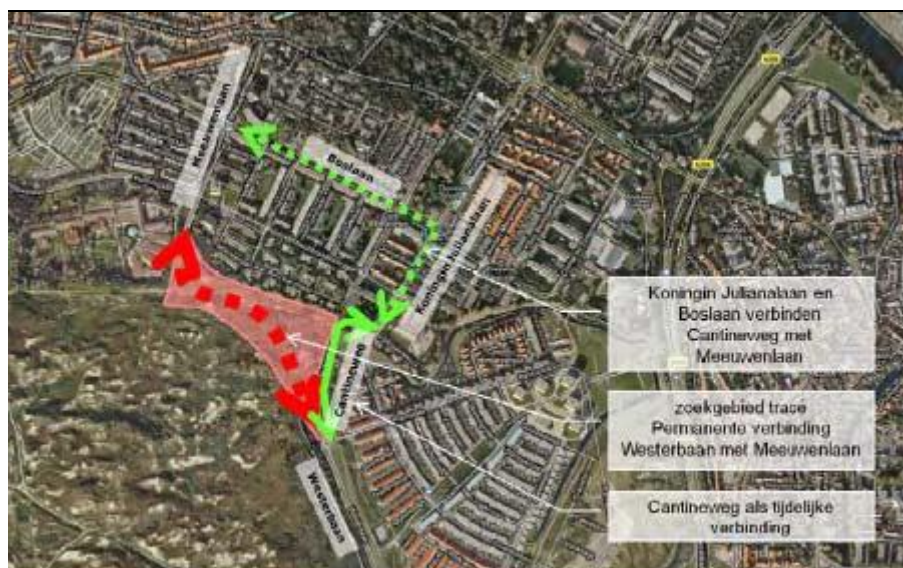 Meeuwenlaan
Boslaan
Koningin Julianalaan
Cantineweg
Westerbaan
Koningin Julianalaan en
Boslaan verbinden
Cantineweg met
Meeuwenlaan
zoekgebied tracé
Permanente verbinding
Westerbaan met Meeuwenlaan
Cantineweg als tijdelijke
verbinding